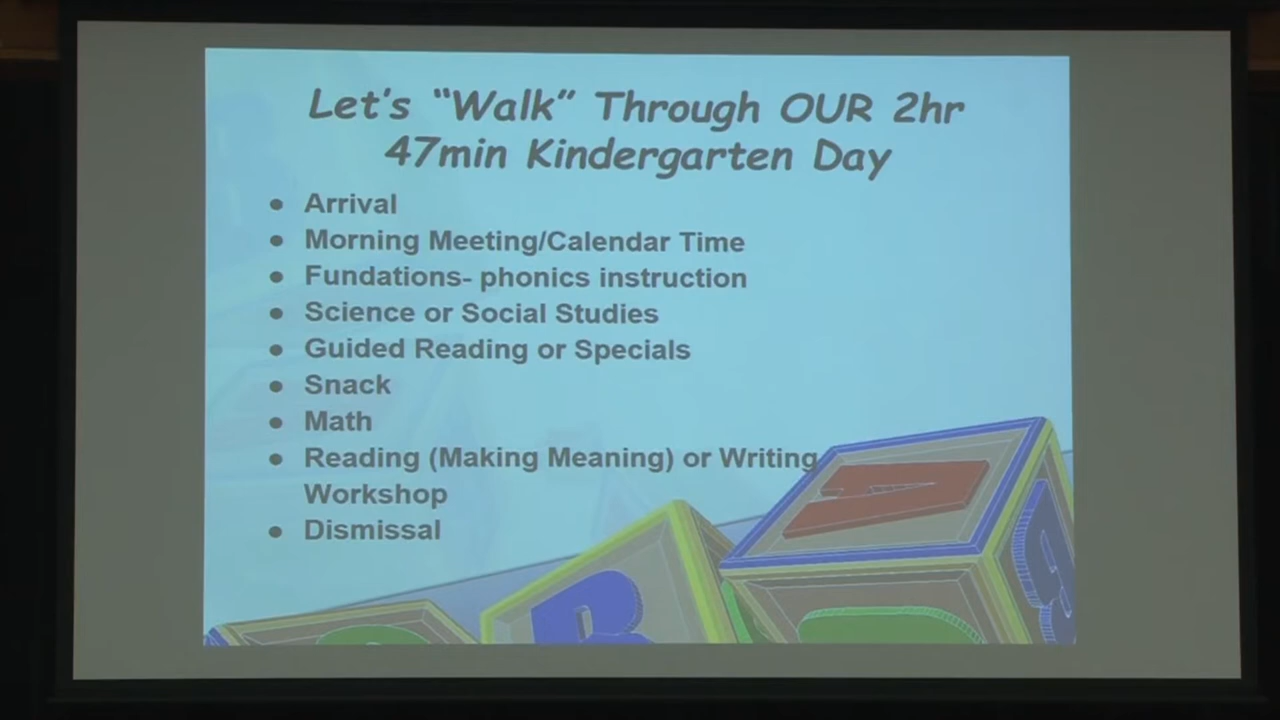 Let's “Walk” Through OUR 2hr
47min Kindergarten Day
● Arrival
● Morning Meeting/Calendar Time
● Fundations- phonics instruction
● Science or Social Studies
● Guided Reading or Specials
● Snack
● Math
● Reading (Making Meaning) or Writing
Workshop
● Dismissal